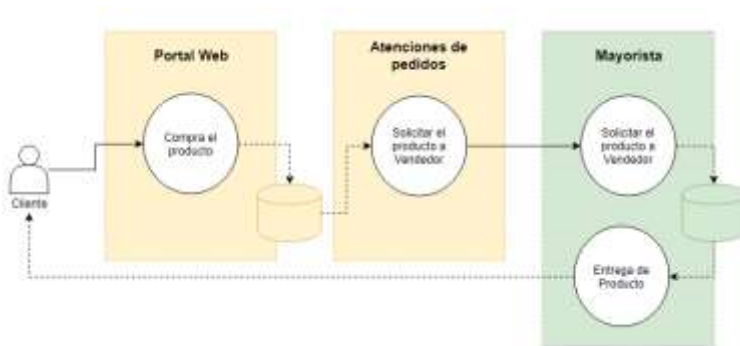 Portal Web
Atenciones de
pedidos
Mayorista
Compra el
producto
Solicitar el
producto a
Vendedor
Solicitar el
producto a
Vendedor
Cliente
Entrega de
Producto